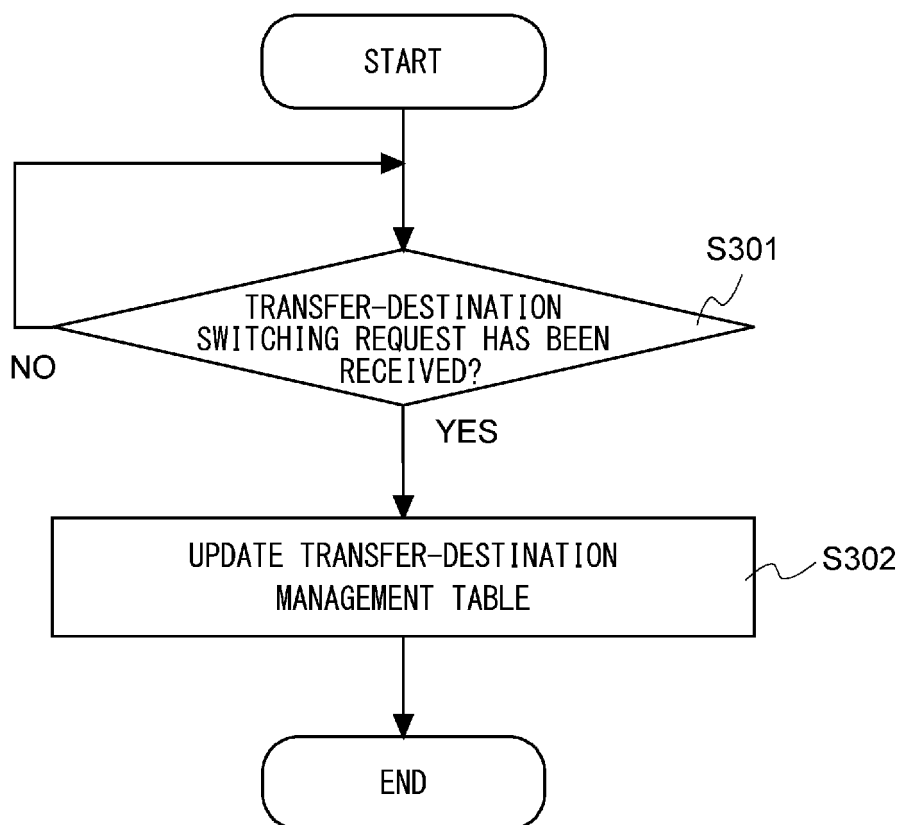 START
S301
TRANSFER-DESTINATION
SWITCHING REQUEST HAS BEEN
RECEIVED?
NO
YES
UPDATE TRANSFER-DESTINATION
MANAGEMENT TABLE
S302
END